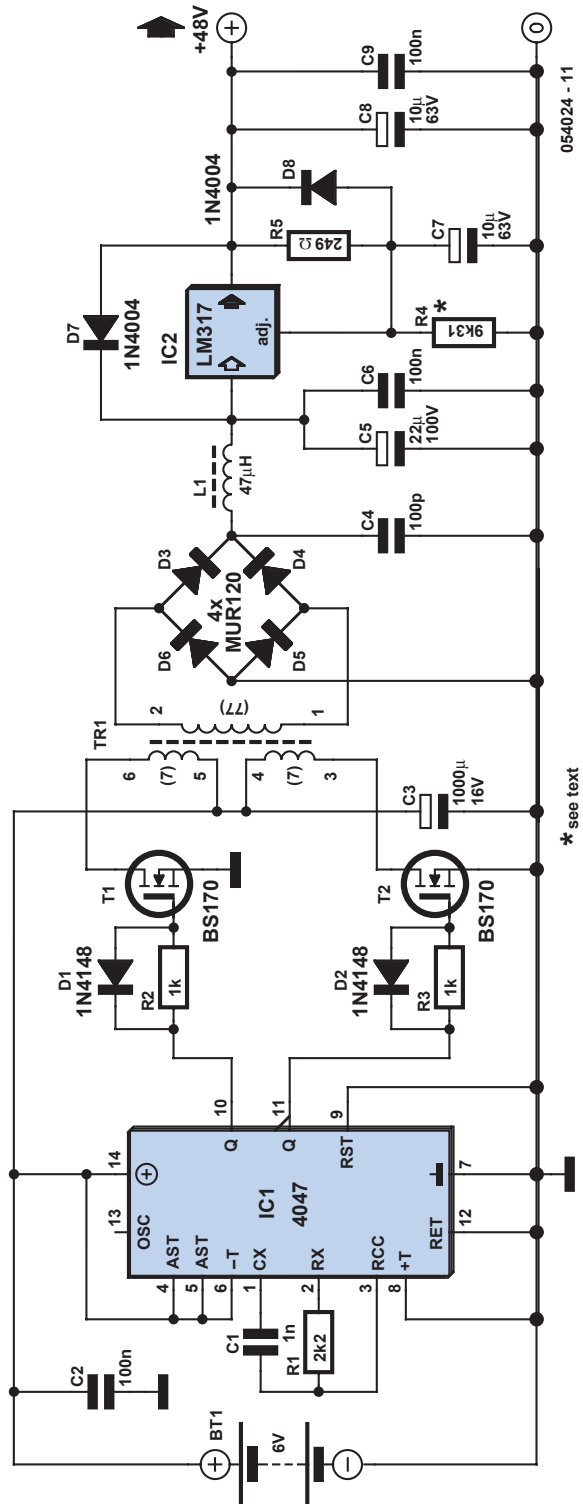 BT1
6V
C2
100n
14
13
OSC
4
AST
5
AST
6
–T
1
CX
2
RX
3
RCC
8
+T
C1
1n
R1
2k2
IC1
4047
10
Q
11
Q
9
RST
7
12
RET
D1
1N4148
R2
1k
T1
BS170
D2
1N4148
R3
1k
T2
BS170
TR1
6
(7)
5
4
(7)
3
2
(77)
1
C3
1000µ
16V
D6
D3
4x
MUR120
D5
D4
L1
47µH
C4
100p
C5
22µ
100V
C6
100n
D7
1N4004
IC2
LM317
adj.
R4
*
9k31
R5
249Ω
1N4004
D8
C7
10µ
63V
C8
10µ
63V
C9
100n
+48V
0
* see text
054024 - 11